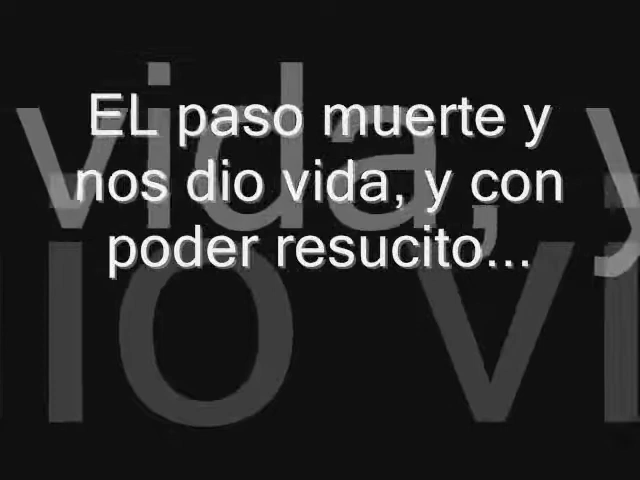 EL paso muerte y
nos dio vida, y con
poder resucito...